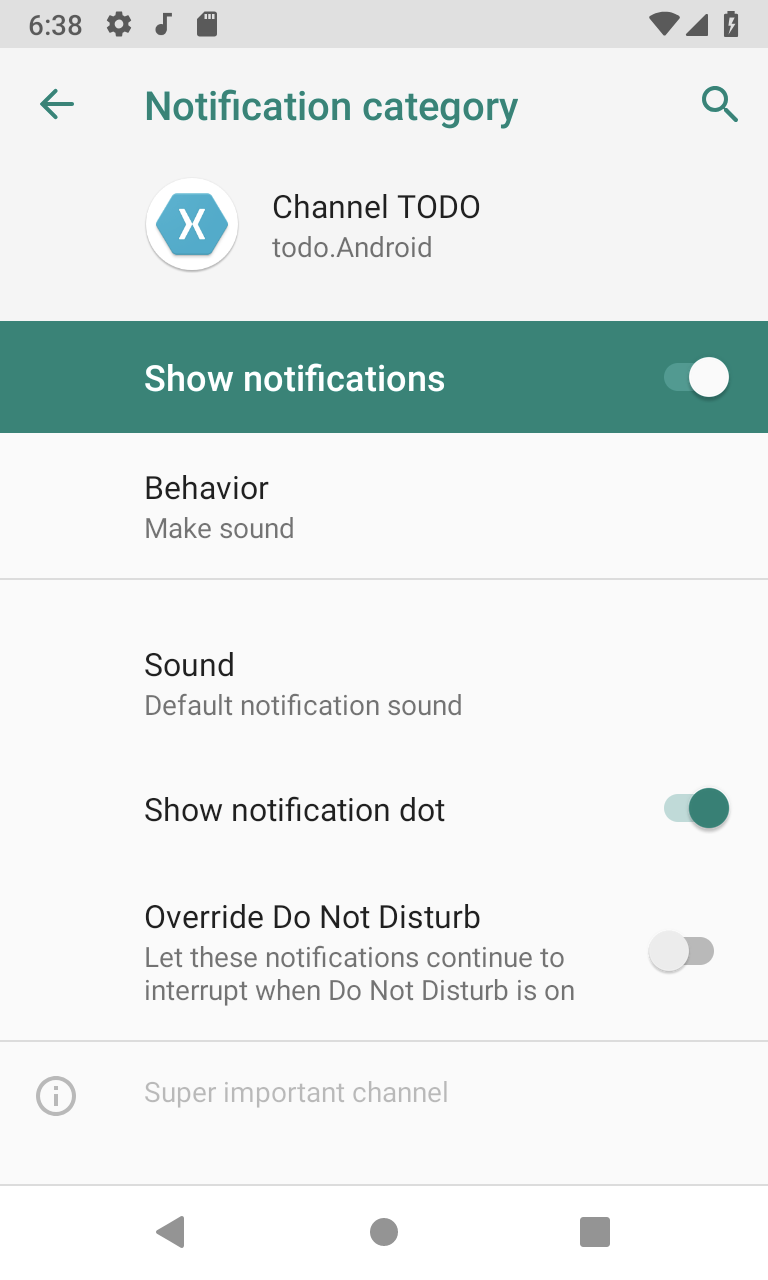 6:38
Notification category
Channel TODO
todo.Android
Show notifications
Behavior
Make sound
Sound
Default notification sound
Show notification dot
Override Do Not Disturb
Let these notifications continue to
interrupt when Do Not Disturb is on
Super important channel